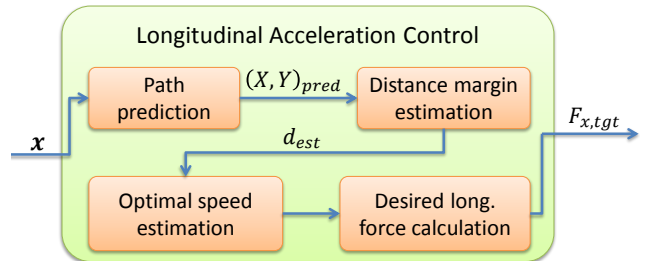 Longitudinal Acceleration Control
Path
prediction
(X, Y)pred
Distance margin
estimation
x
dest
Fx,tgt
Optimal speed
estimation
Desired long.
force calculation